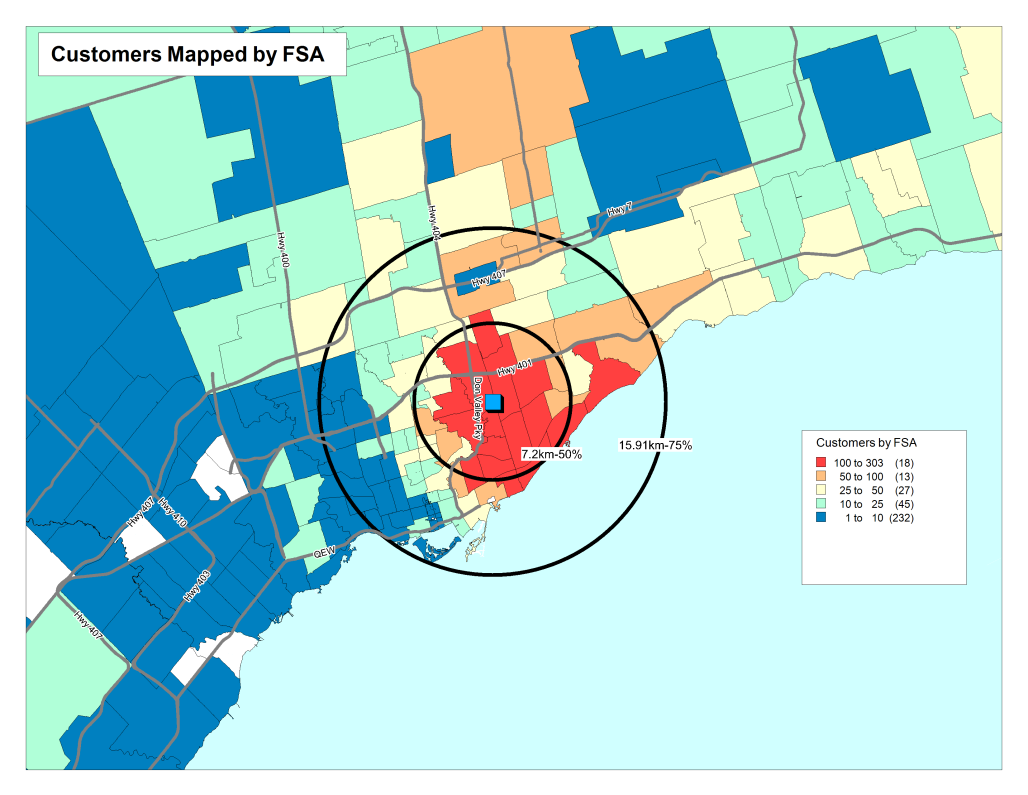 Customers Mapped by FSA
Hwy 7
Hwy 404
Hwy 400
Hwy 407
Hwy 401
Don Valley Pky
15.91km-75%
7.2km-50%
Customers by FSA
100 to 303 (18)
50 to 100 (13)
25 to 50 (27)
10 to 25 (45)
1 to 10 (232)
Hwy 407
Hwy 410
QEW
Hwy 403
Hwy 407